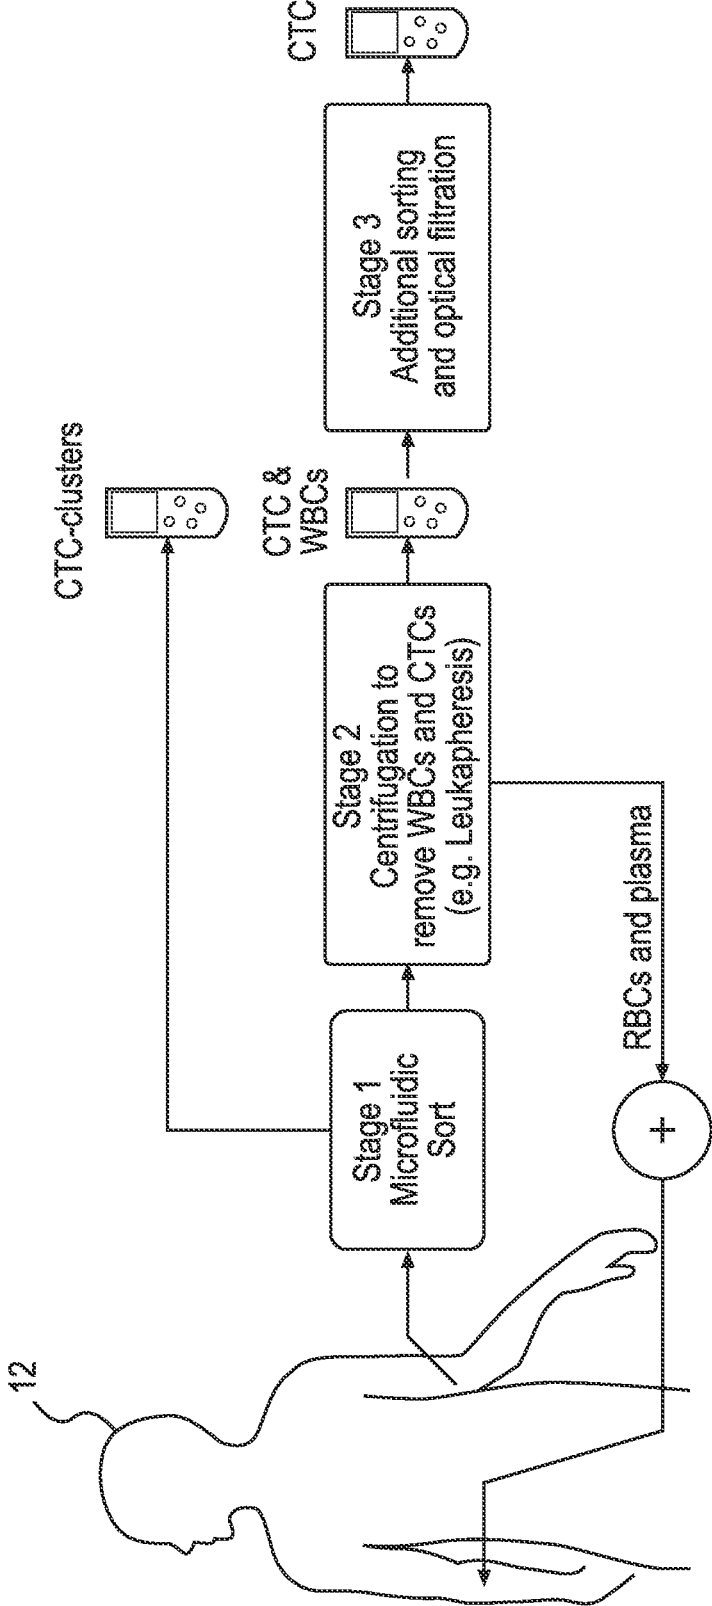 12
Stage 1
Microfluidic
Sort
CTC-clusters
Stage 2
Centrifugation to
remove WBCs and CTCs
(e.g. Leukapheresis)
CTC &
WBCs
RBCs and plasma
+
Stage 3
Additional sorting
and optical filtration
CTC